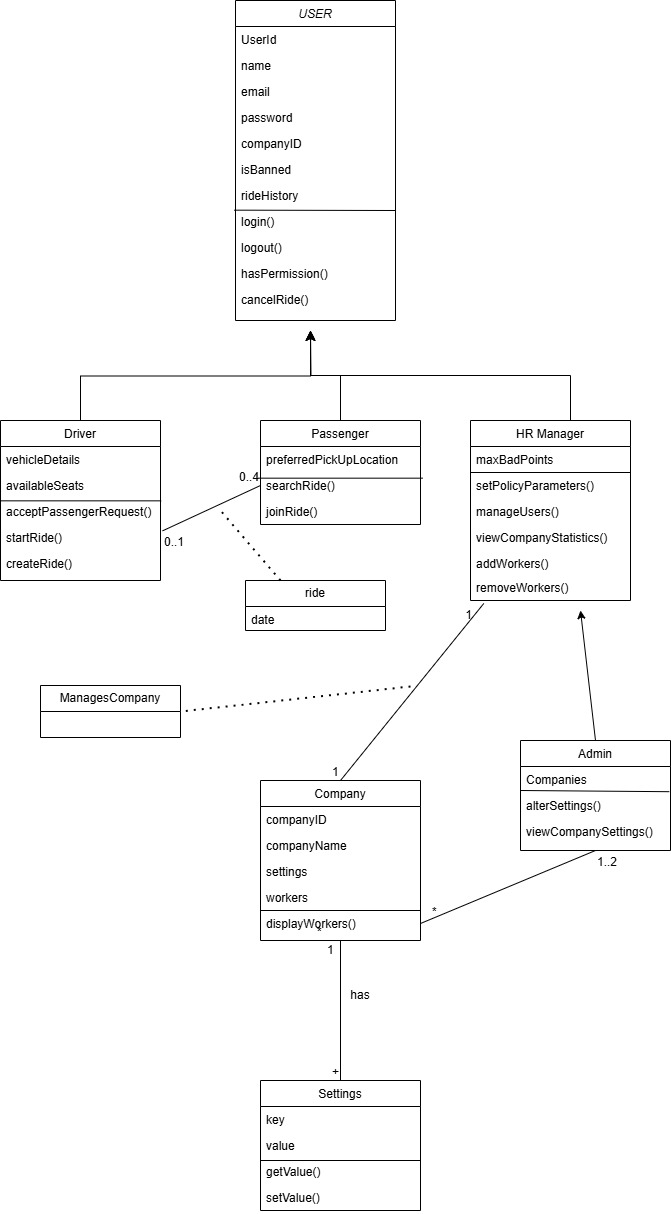 USER
UserId
name
email
password
companyID
isBanned
rideHistory
login()
logout()
hasPermission()
cancelRide()
Driver
vehicleDetails
availableSeats
acceptPassengerRequest()
startRide()
createRide()
Passenger
preferredPickUpLocation
searchRide()
joinRide()
HR Manager
maxBadPoints
setPolicyParameters()
manageUsers()
viewCompanyStatistics()
addWorkers()
removeWorkers()
0..4
0..1
ride
date
1
ManagesCompany
1
Admin
Companies
alterSettings()
viewCompanySettings()
1..2
*
Company
companyID
companyName
settings
workers
displayWorkers()
*
1
has
+
Settings
key
value
getValue()
setValue()